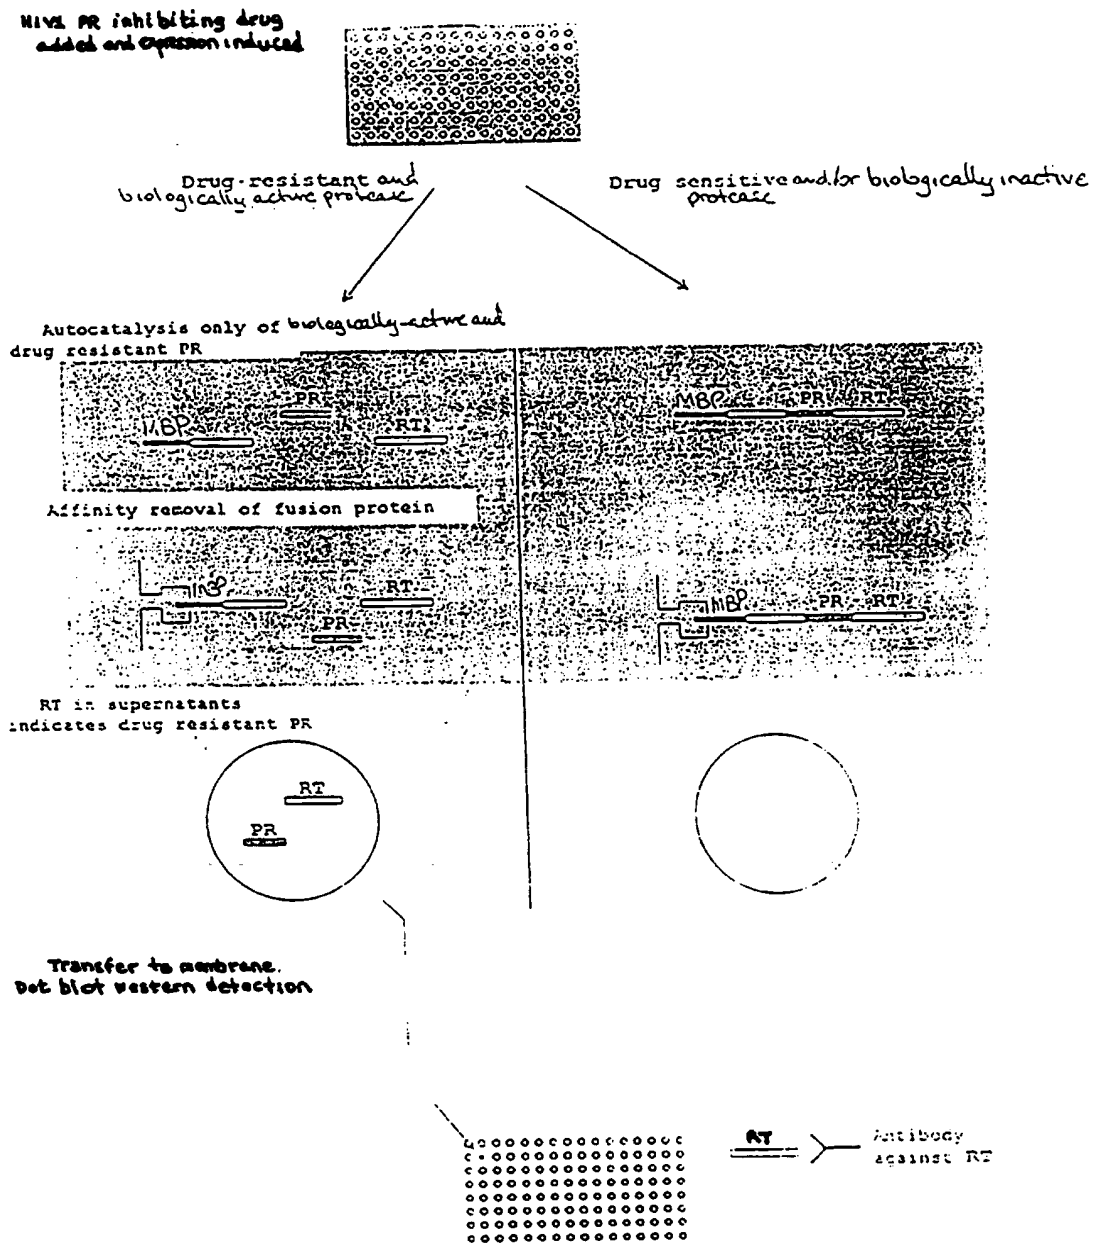 HIV1 PR inhibiting drug
added and expression induced
Drug-resistant and
biologically active protease
Drug sensitive and/or biologically inactive
protease
Autocatalysis only of biologically-active and
drug resistant PR
MBP
PR
RT
MBP PR RT
Affinity removal of fusion protein
MBP
RT
PR
MBP PR RT
RT in supernatants
indicates drug resistant PR
RT
PR
Transfer to membrane.
Dot blot western detection
RT
Antibody
against RT